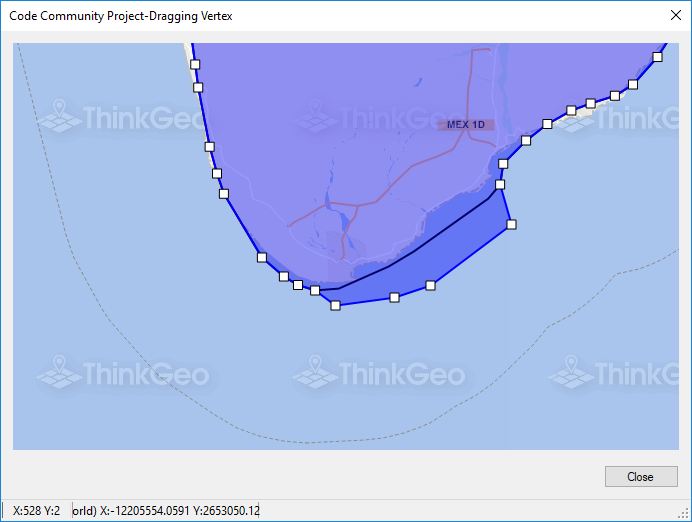 Code Community Project-Dragging Vertex
ThinkGeo ThinkGeo ThinkGeo
MEX 1D
ThinkGeo ThinkGeo ThinkGeo
Close
X:528 Y:2 orld) X:-12205554.0591 Y:2653050.12